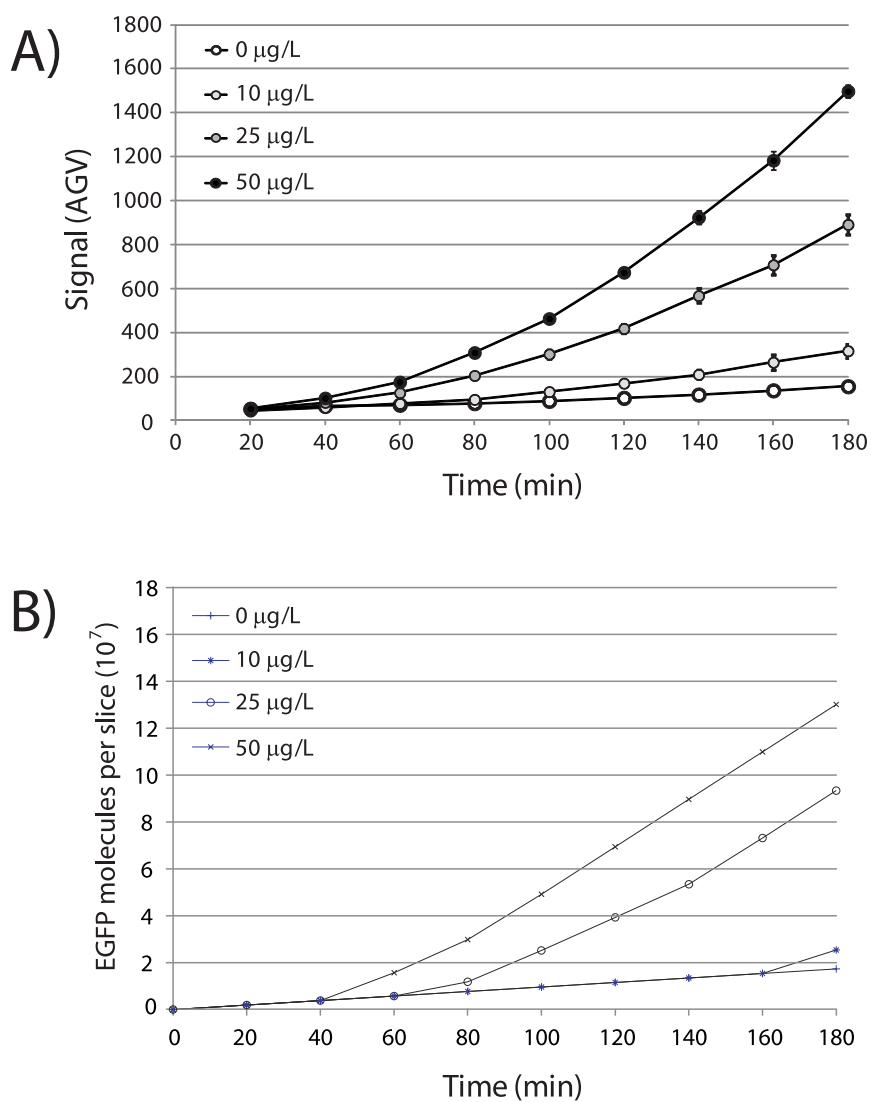 A)
Signal (AGV)
1800
1600
1400
1200
1000
800
600
400
200
0
0 μg/L
10 μg/L
25 μg/L
50 μg/L
0 20 40 60 80 100 120 140 160 180
Time (min)
B)
EGFP molecules per slice (10⁷)
18
16
14
12
10
8
6
4
2
0
0 μg/L
10 μg/L
25 μg/L
50 μg/L
0 20 40 60 80 100 120 140 160 180
Time (min)